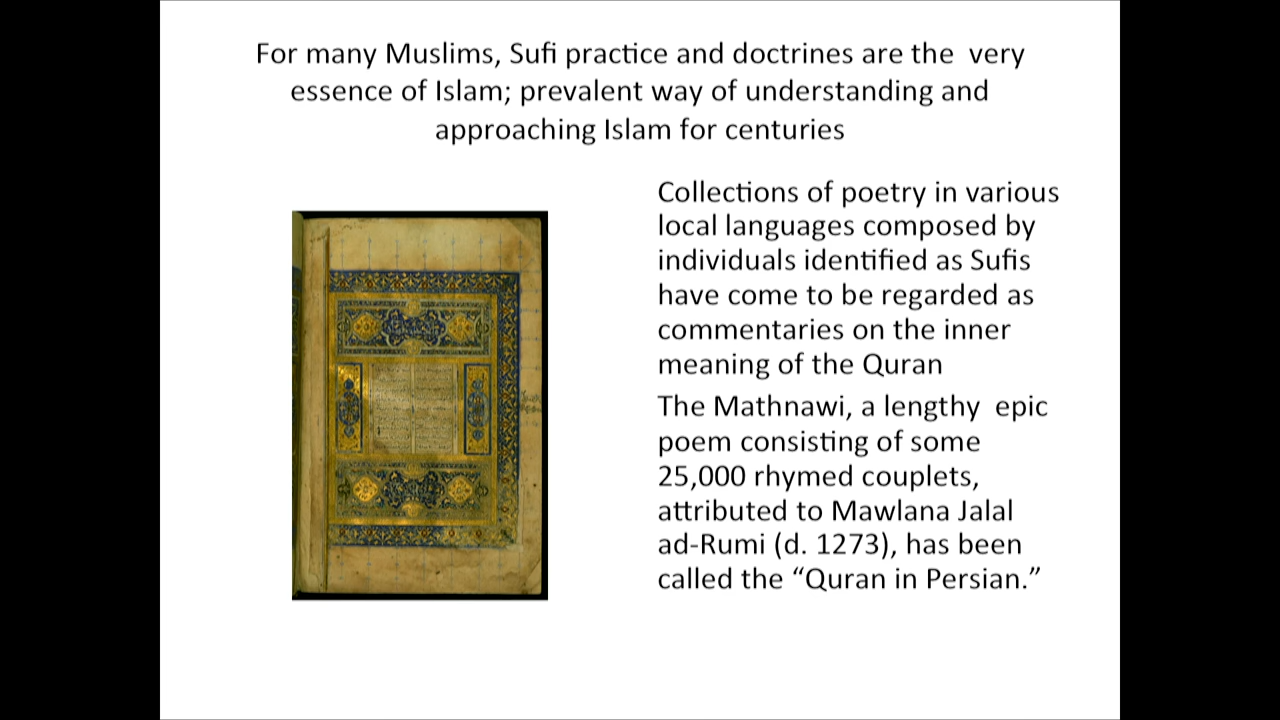 For many Muslims, Sufi practice and doctrines are the  very
essence of Islam; prevalent way of understanding and
approaching Islam for centuries
Collections of poetry in various
local languages composed by
individuals identified as Sufis
have come to be regarded as
commentaries on the inner
meaning of the Quran
The Mathnawi, a lengthy  epic
poem consisting of some
25,000 rhymed couplets,
attributed to Mawlana Jalal
ad-Rumi (d. 1273), has been
called the “Quran in Persian.”